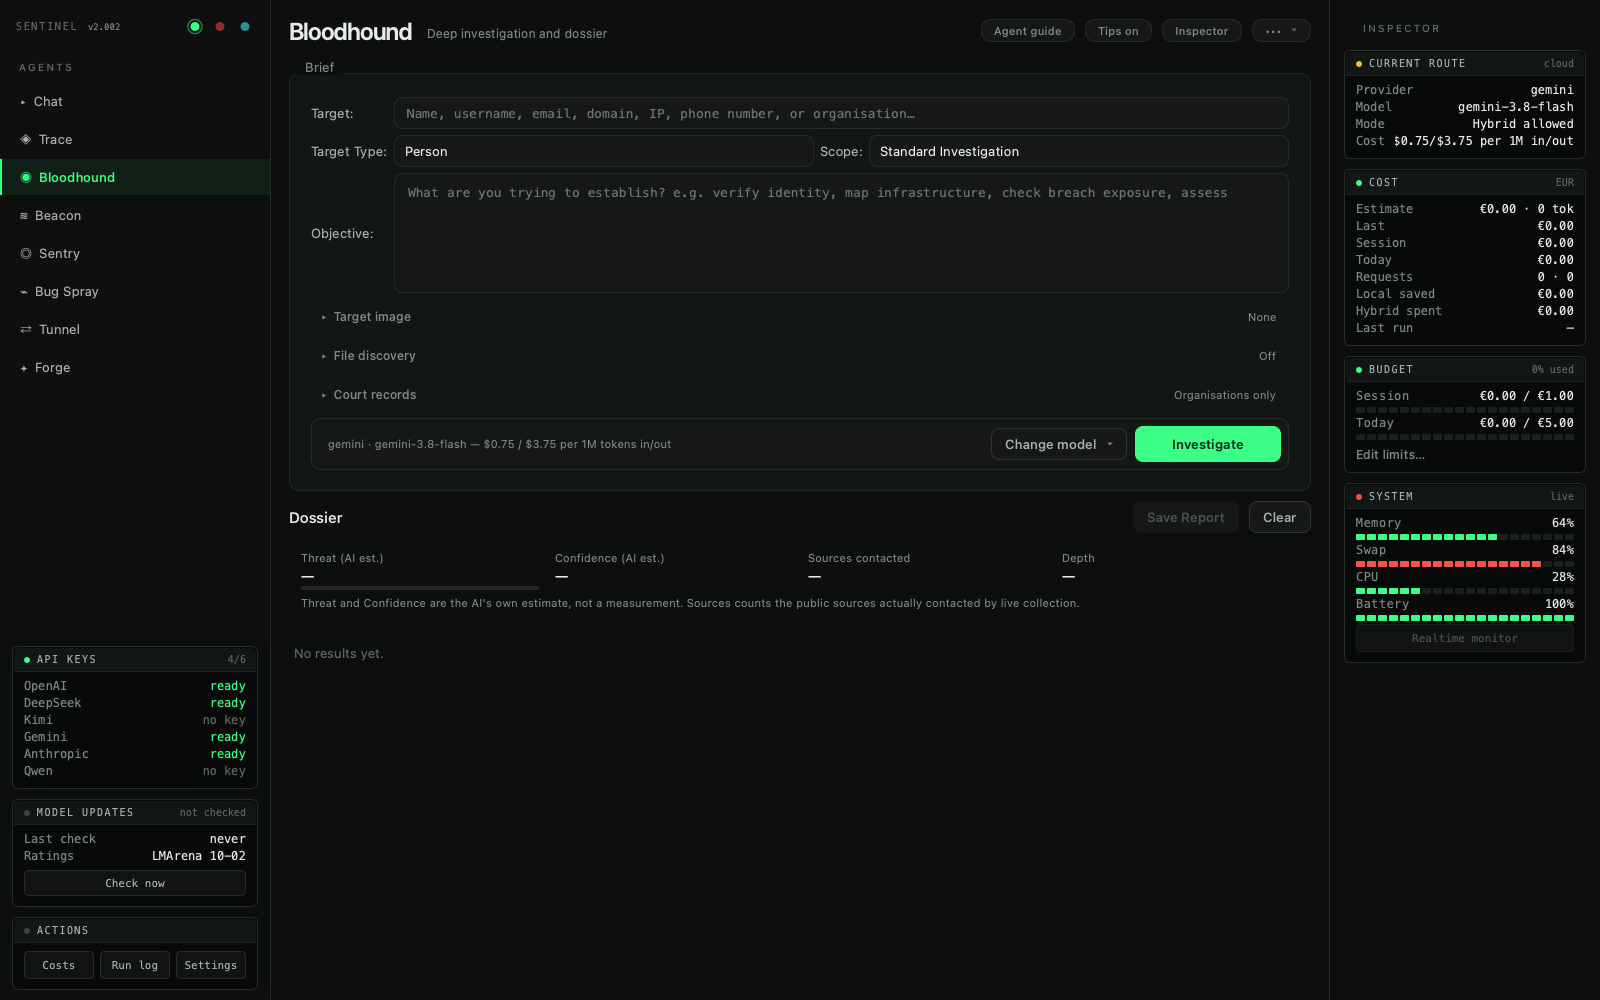 SENTINEL v2.002
AGENTS
Chat
Trace
Bloodhound
Beacon
Sentry
Bug Spray
Tunnel
Forge
API KEYS 4/6
OpenAI ready
DeepSeek ready
Kimi no key
Gemini ready
Anthropic ready
Qwen no key
MODEL UPDATES not checked
Last check never
Ratings LMArena 10-02
Check now
ACTIONS
Costs Run log Settings
Bloodhound Deep investigation and dossier
Agent guide Tips on Inspector ...
Brief
Target: Name, username, email, domain, IP, phone number, or organisation…
Target Type: Person Scope: Standard Investigation
Objective: What are you trying to establish? e.g. verify identity, map infrastructure, check breach exposure, assess
Target image None
File discovery Off
Court records Organisations only
gemini · gemini-3.8-flash — $0.75 / $3.75 per 1M tokens in/out Change model Investigate
Dossier Save Report Clear
Threat (AI est.) Confidence (AI est.) Sources contacted Depth
— — — —
Threat and Confidence are the AI's own estimate, not a measurement. Sources counts the public sources actually contacted by live collection.
No results yet.
INSPECTOR
CURRENT ROUTE cloud
Provider gemini
Model gemini-3.8-flash
Mode Hybrid allowed
Cost $0.75/$3.75 per 1M in/out
COST EUR
Estimate €0.00 · 0 tok
Last €0.00
Session €0.00
Today €0.00
Requests 0 · 0
Local saved €0.00
Hybrid spent €0.00
Last run —
BUDGET 0% used
Session €0.00 / €1.00
Today €0.00 / €5.00
Edit limits…
SYSTEM live
Memory 64%
Swap 84%
CPU 28%
Battery 100%
Realtime monitor